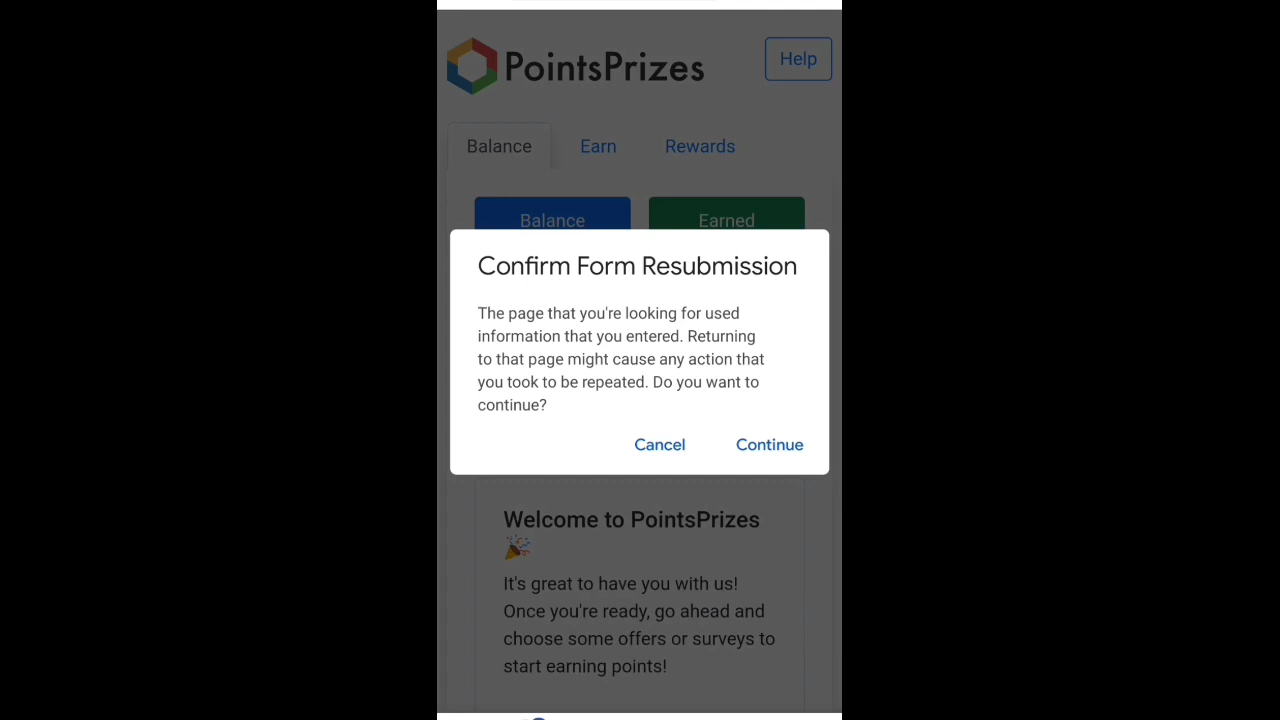 PointsPrizes
Help
Balance
Earn
Rewards
Balance
Earned
Confirm Form Resubmission
The page that you're looking for used
information that you entered. Returning
to that page might cause any action that
you took to be repeated. Do you want to
continue?
Cancel
Continue
Welcome to PointsPrizes
🎉
It's great to have you with us!
Once you're ready, go ahead and
choose some offers or surveys to
start earning points!